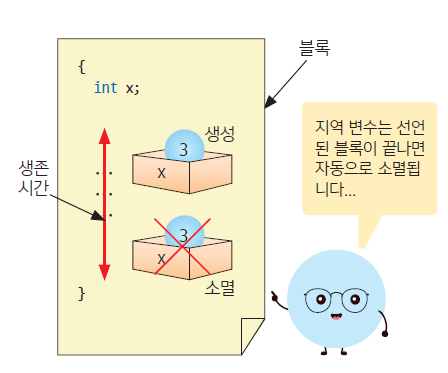 블록
{
int x;
생성
3
x
생존
시간
...
...
...
3
x
소멸
}
지역 변수는 선언
된 블록이 끝나면
자동으로 소멸됩
니다...